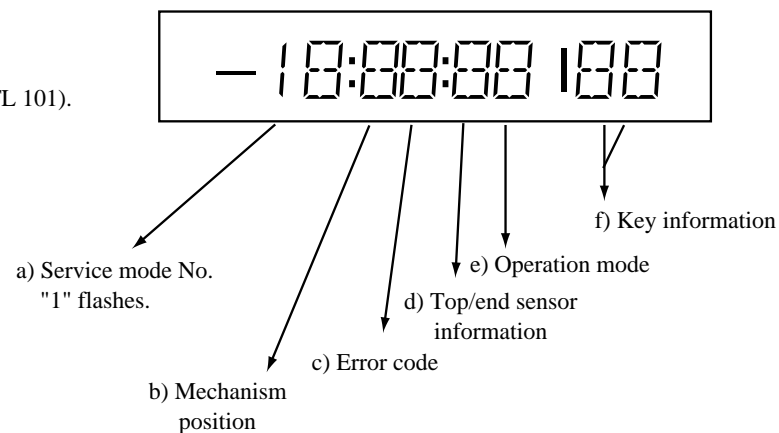 TL 101).
-18:88:88 188
f) Key information
e) Operation mode
a) Service mode No.
"1" flashes.
d) Top/end sensor
information
c) Error code
b) Mechanism
position